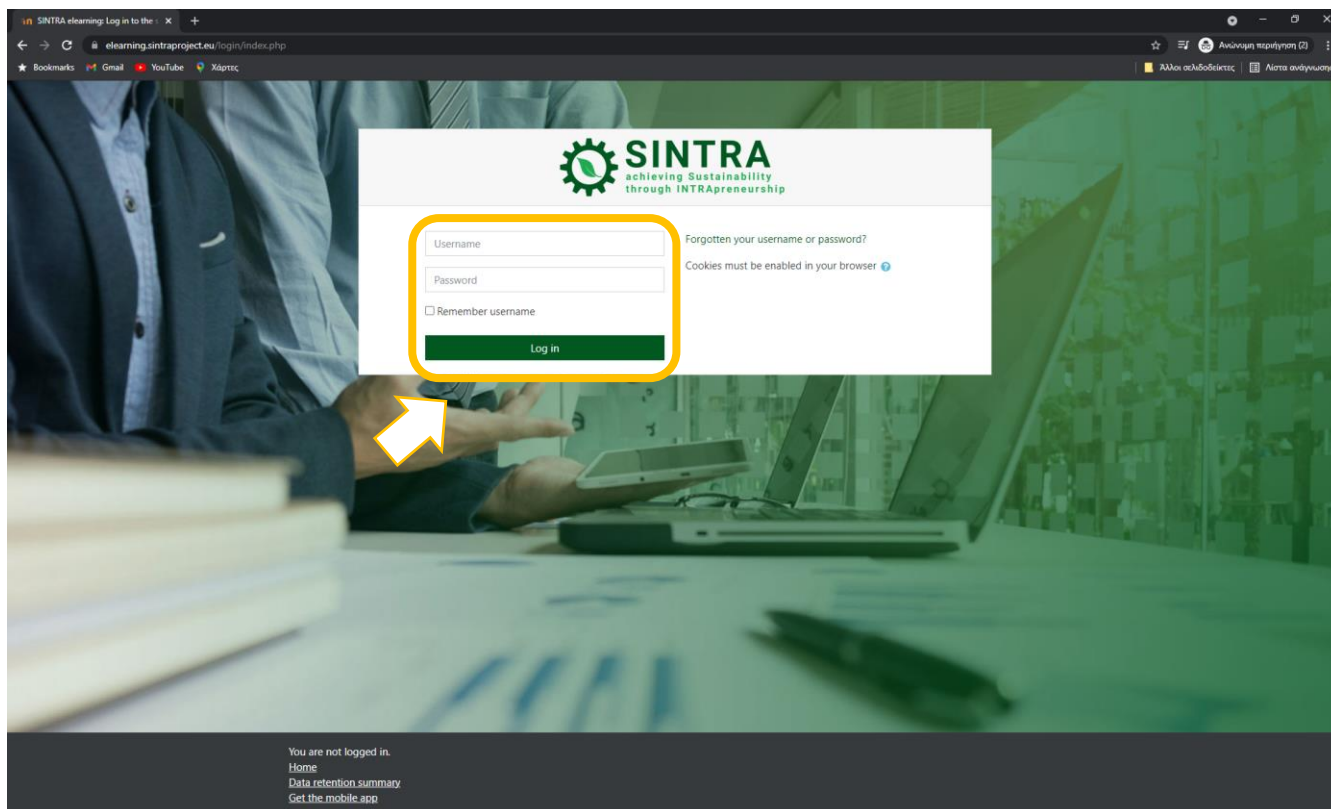 SINTRA elearning: Log in to the s
elearning.sintraproject.eu/login/index.php
Ανώνυμη περιήγηση (2)
Bookmarks Gmail YouTube Χάρτες
Άλλοι σελιδοδείκτες Λίστα ανάγνωσης
SINTRA
achieving Sustainability
through INTRApreneurship
Username
Forgotten your username or password?
Cookies must be enabled in your browser
Password
Remember username
Log in
You are not logged in.
Home
Data retention summary
Get the mobile app